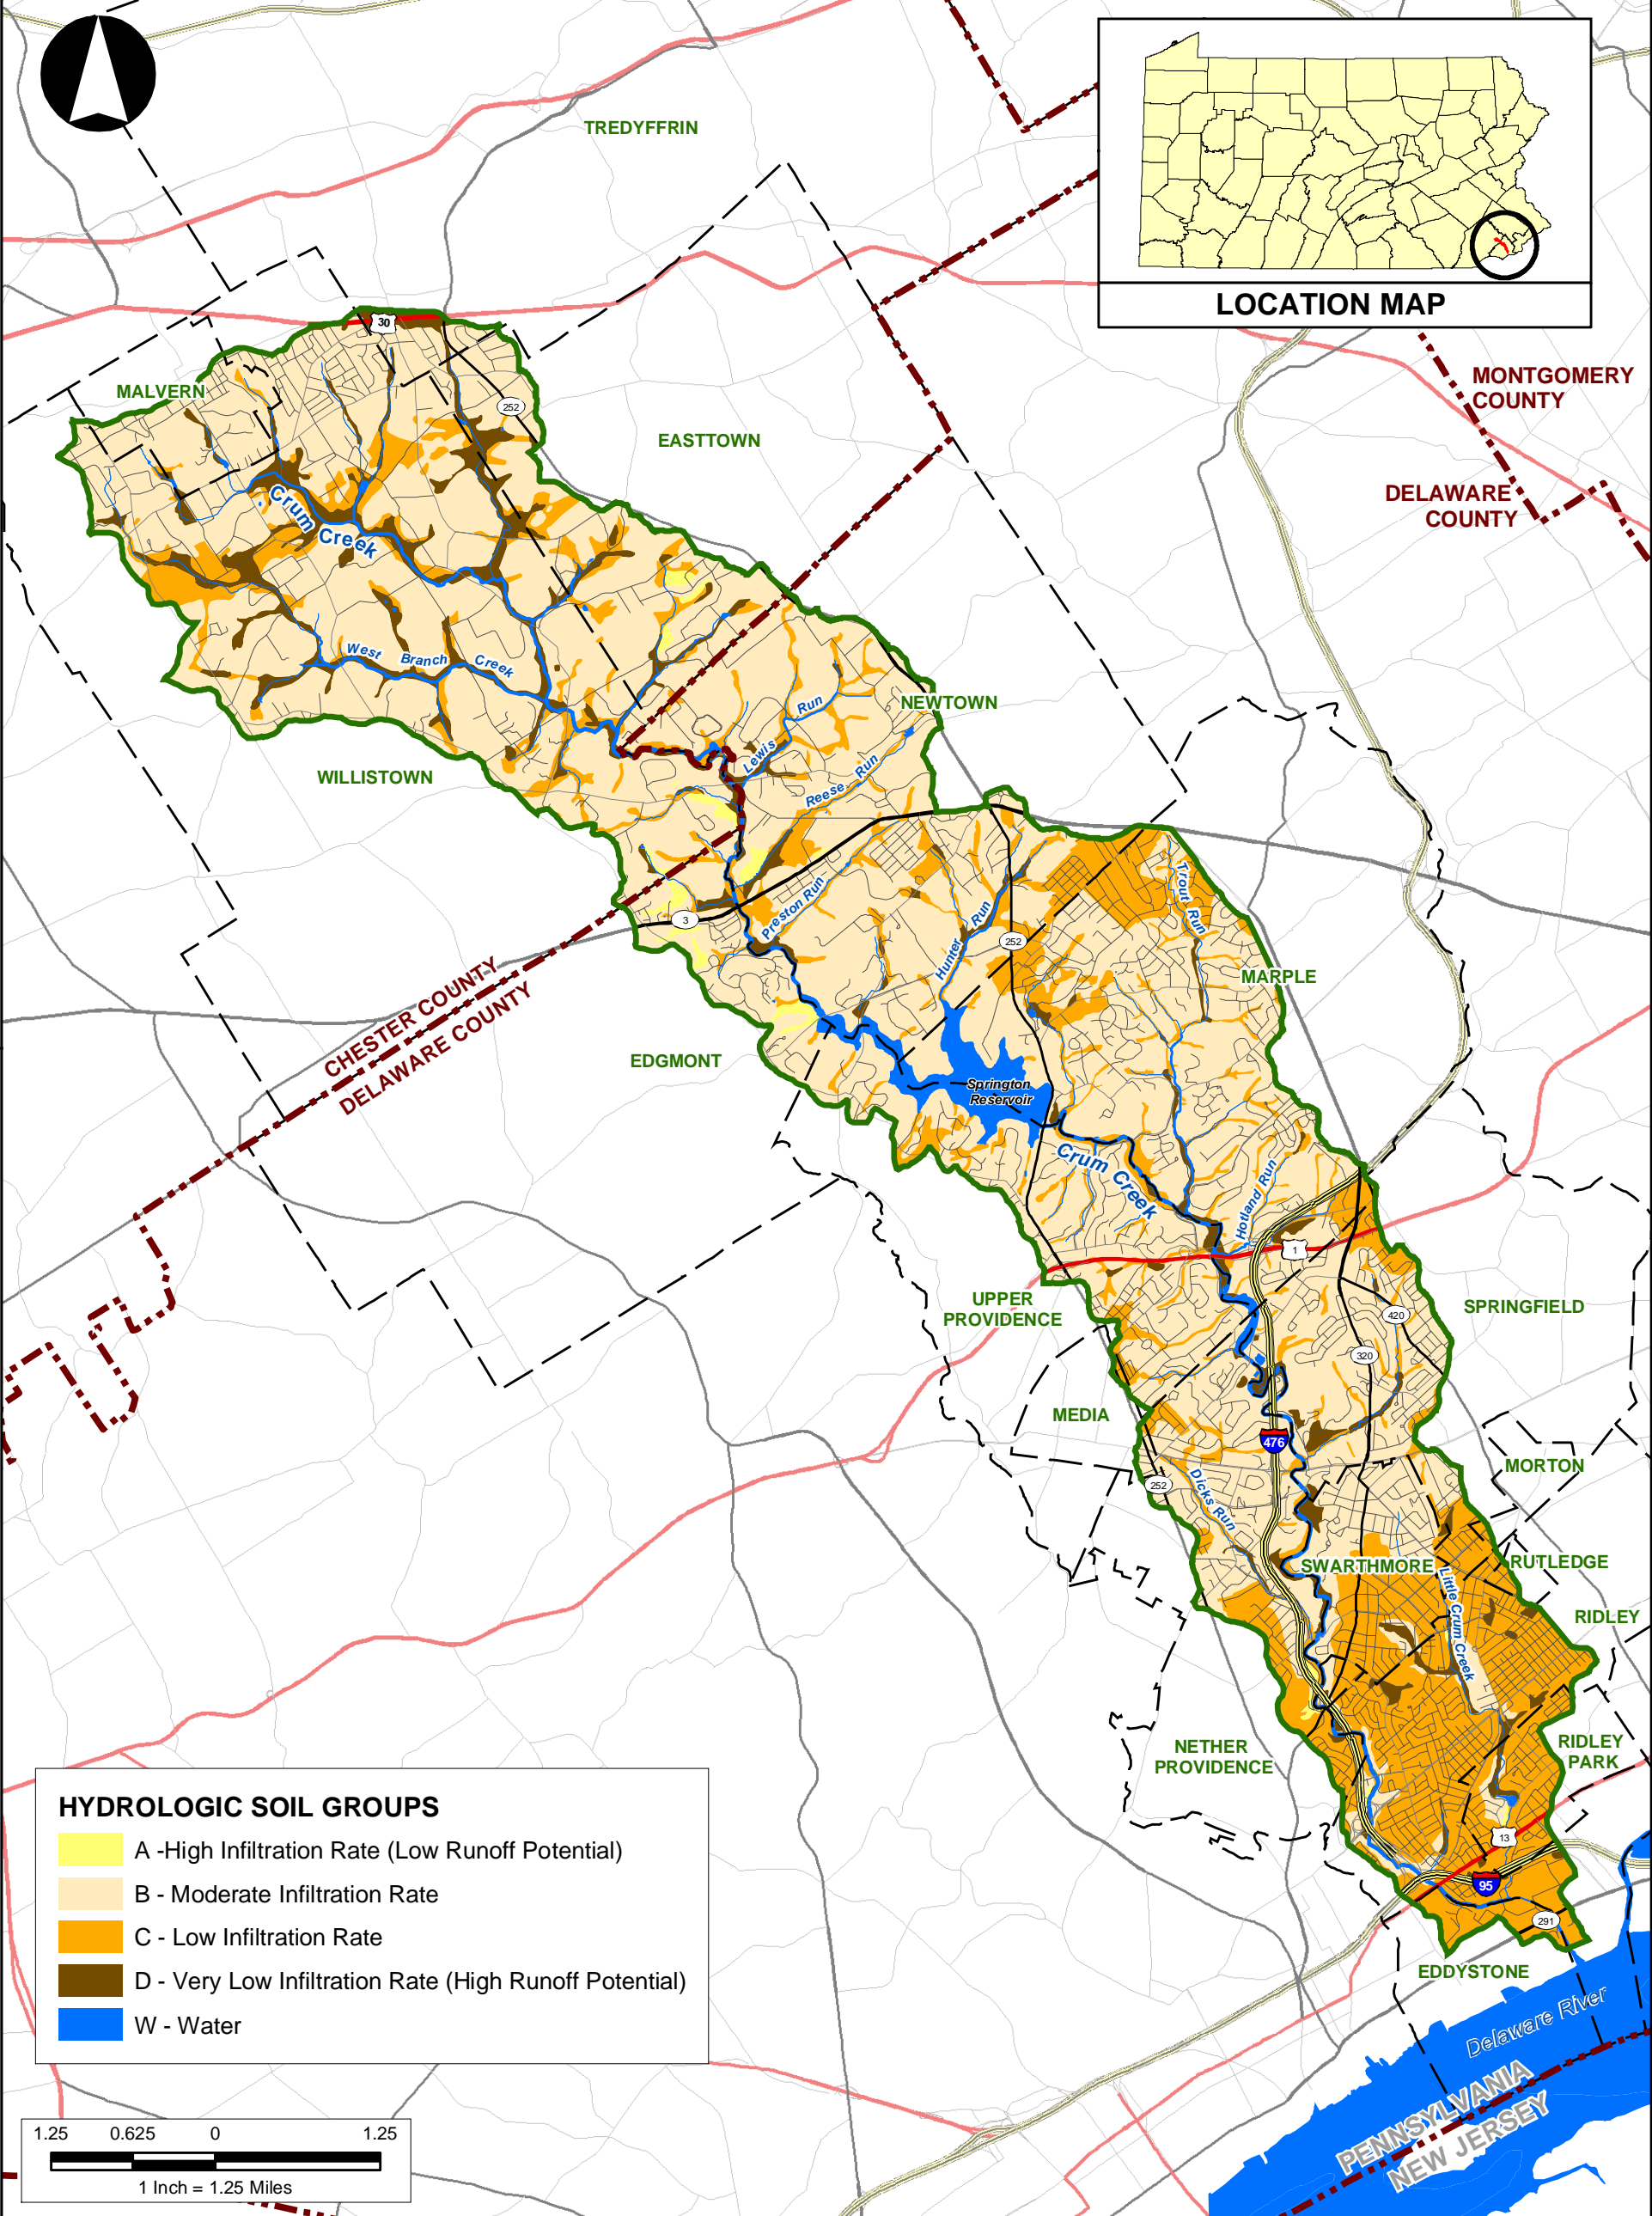 TREDYFFRIN
LOCATION MAP
30
MALVERN
252
EASTTOWN
MONTGOMERY
COUNTY
DELAWARE
COUNTY
Crum Creek
West Branch Creek
NEWTOWN
Lewis Run
Reese Run
WILLISTOWN
Preston Run
3
Hunter Run
252
Trout Run
MARPLE
CHESTER COUNTY
DELAWARE COUNTY
EDGMONT
Springton
Reservoir
Crum Creek
Hotland Run
1
UPPER
PROVIDENCE
SPRINGFIELD
420
320
MEDIA
476
MORTON
252
Dicks Run
SWARTHMORE
RUTLEDGE
Little Crum Creek
RIDLEY
NETHER
PROVIDENCE
RIDLEY
PARK
13
95
291
EDDYSTONE
Delaware River
PENNSYLVANIA
NEW JERSEY
HYDROLOGIC SOIL GROUPS
A -High Infiltration Rate (Low Runoff Potential)
B - Moderate Infiltration Rate
C - Low Infiltration Rate
D - Very Low Infiltration Rate (High Runoff Potential)
W - Water
1.25 0.625 0 1.25
1 Inch = 1.25 Miles